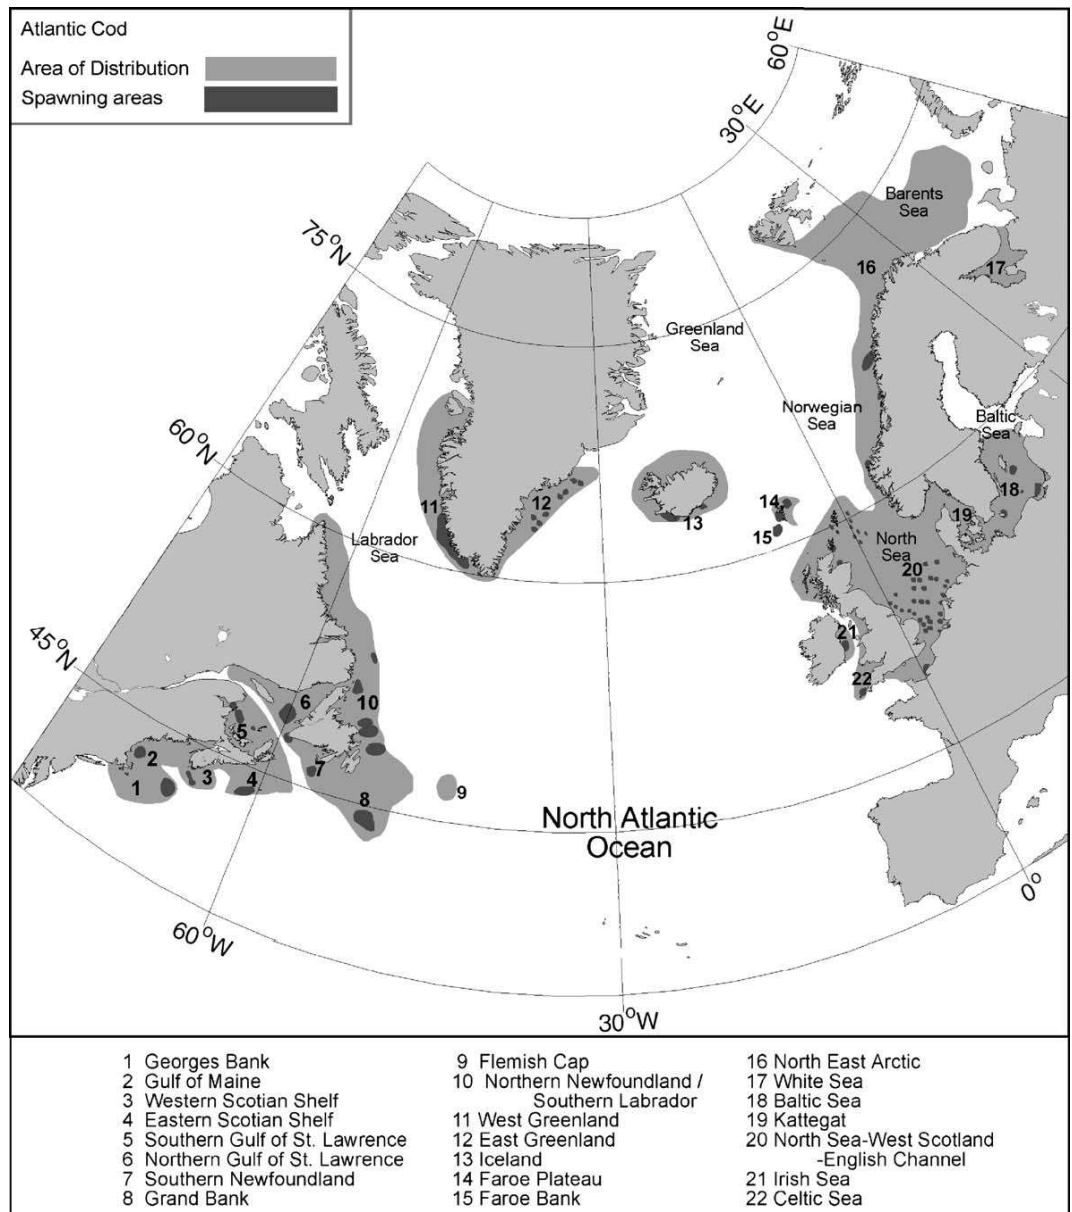 Atlantic Cod
Area of Distribution
Spawning areas
60°E
30°E
75°N
60°N
45°N
60°W
30°W
0°
Barents
Sea
16
17
Greenland
Sea
Norwegian
Sea
Baltic
Sea
11
12
13
14
15
18
19
North
Sea
20
Labrador
Sea
21
22
10
6
5
2
1
3
4
7
8
9
North Atlantic
Ocean
1 Georges Bank
2 Gulf of Maine
3 Western Scotian Shelf
4 Eastern Scotian Shelf
5 Southern Gulf of St. Lawrence
6 Northern Gulf of St. Lawrence
7 Southern Newfoundland
8 Grand Bank
9 Flemish Cap
10 Northern Newfoundland /
Southern Labrador
11 West Greenland
12 East Greenland
13 Iceland
14 Faroe Plateau
15 Faroe Bank
16 North East Arctic
17 White Sea
18 Baltic Sea
19 Kattegat
20 North Sea-West Scotland
-English Channel
21 Irish Sea
22 Celtic Sea